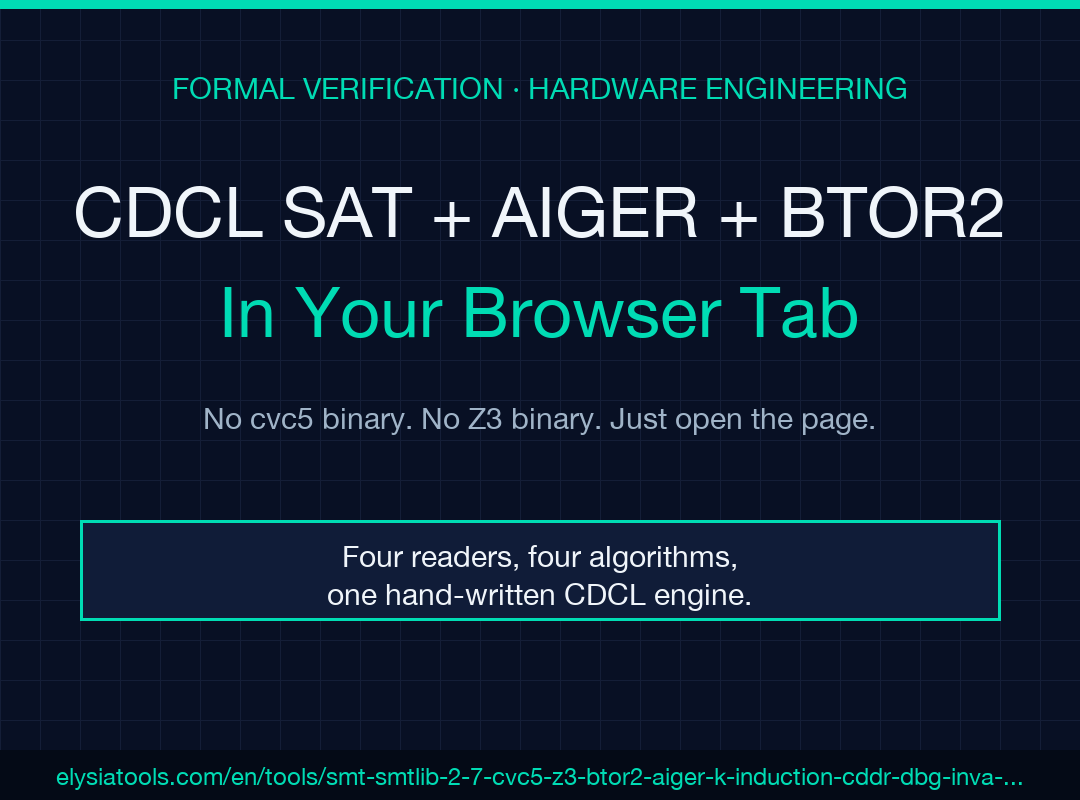 FORMAL VERIFICATION · HARDWARE ENGINEERING
CDCL SAT + AIGER + BTOR2
In Your Browser Tab
No cvc5 binary. No Z3 binary. Just open the page.
Four readers, four algorithms,
one hand-written CDCL engine.
elysiatools.com/en/tools/smt-smtlib-2-7-cvc5-z3-btor2-aiger-k-induction-cddr-dbg-inva-...